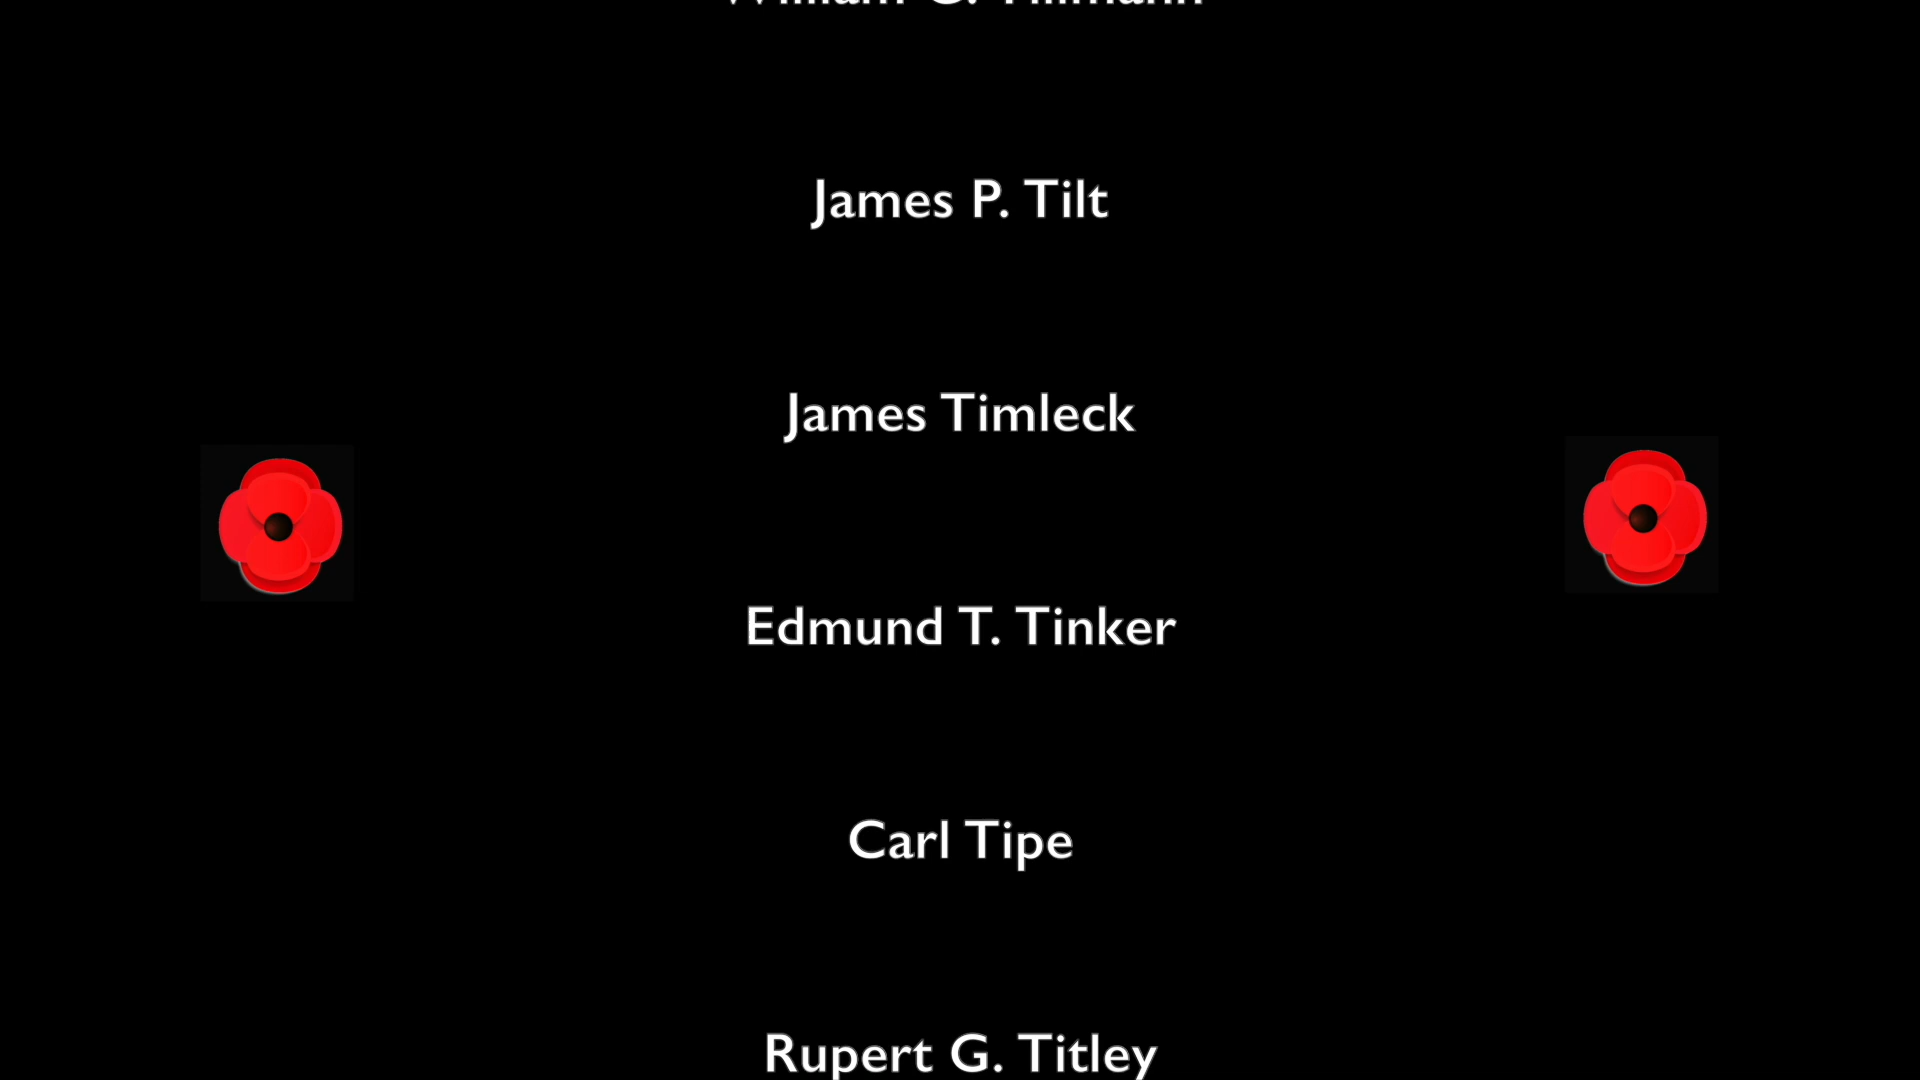 James P. Tilt
James Timleck
Edmund T. Tinker
Carl Tipe
Rupert G. Titley